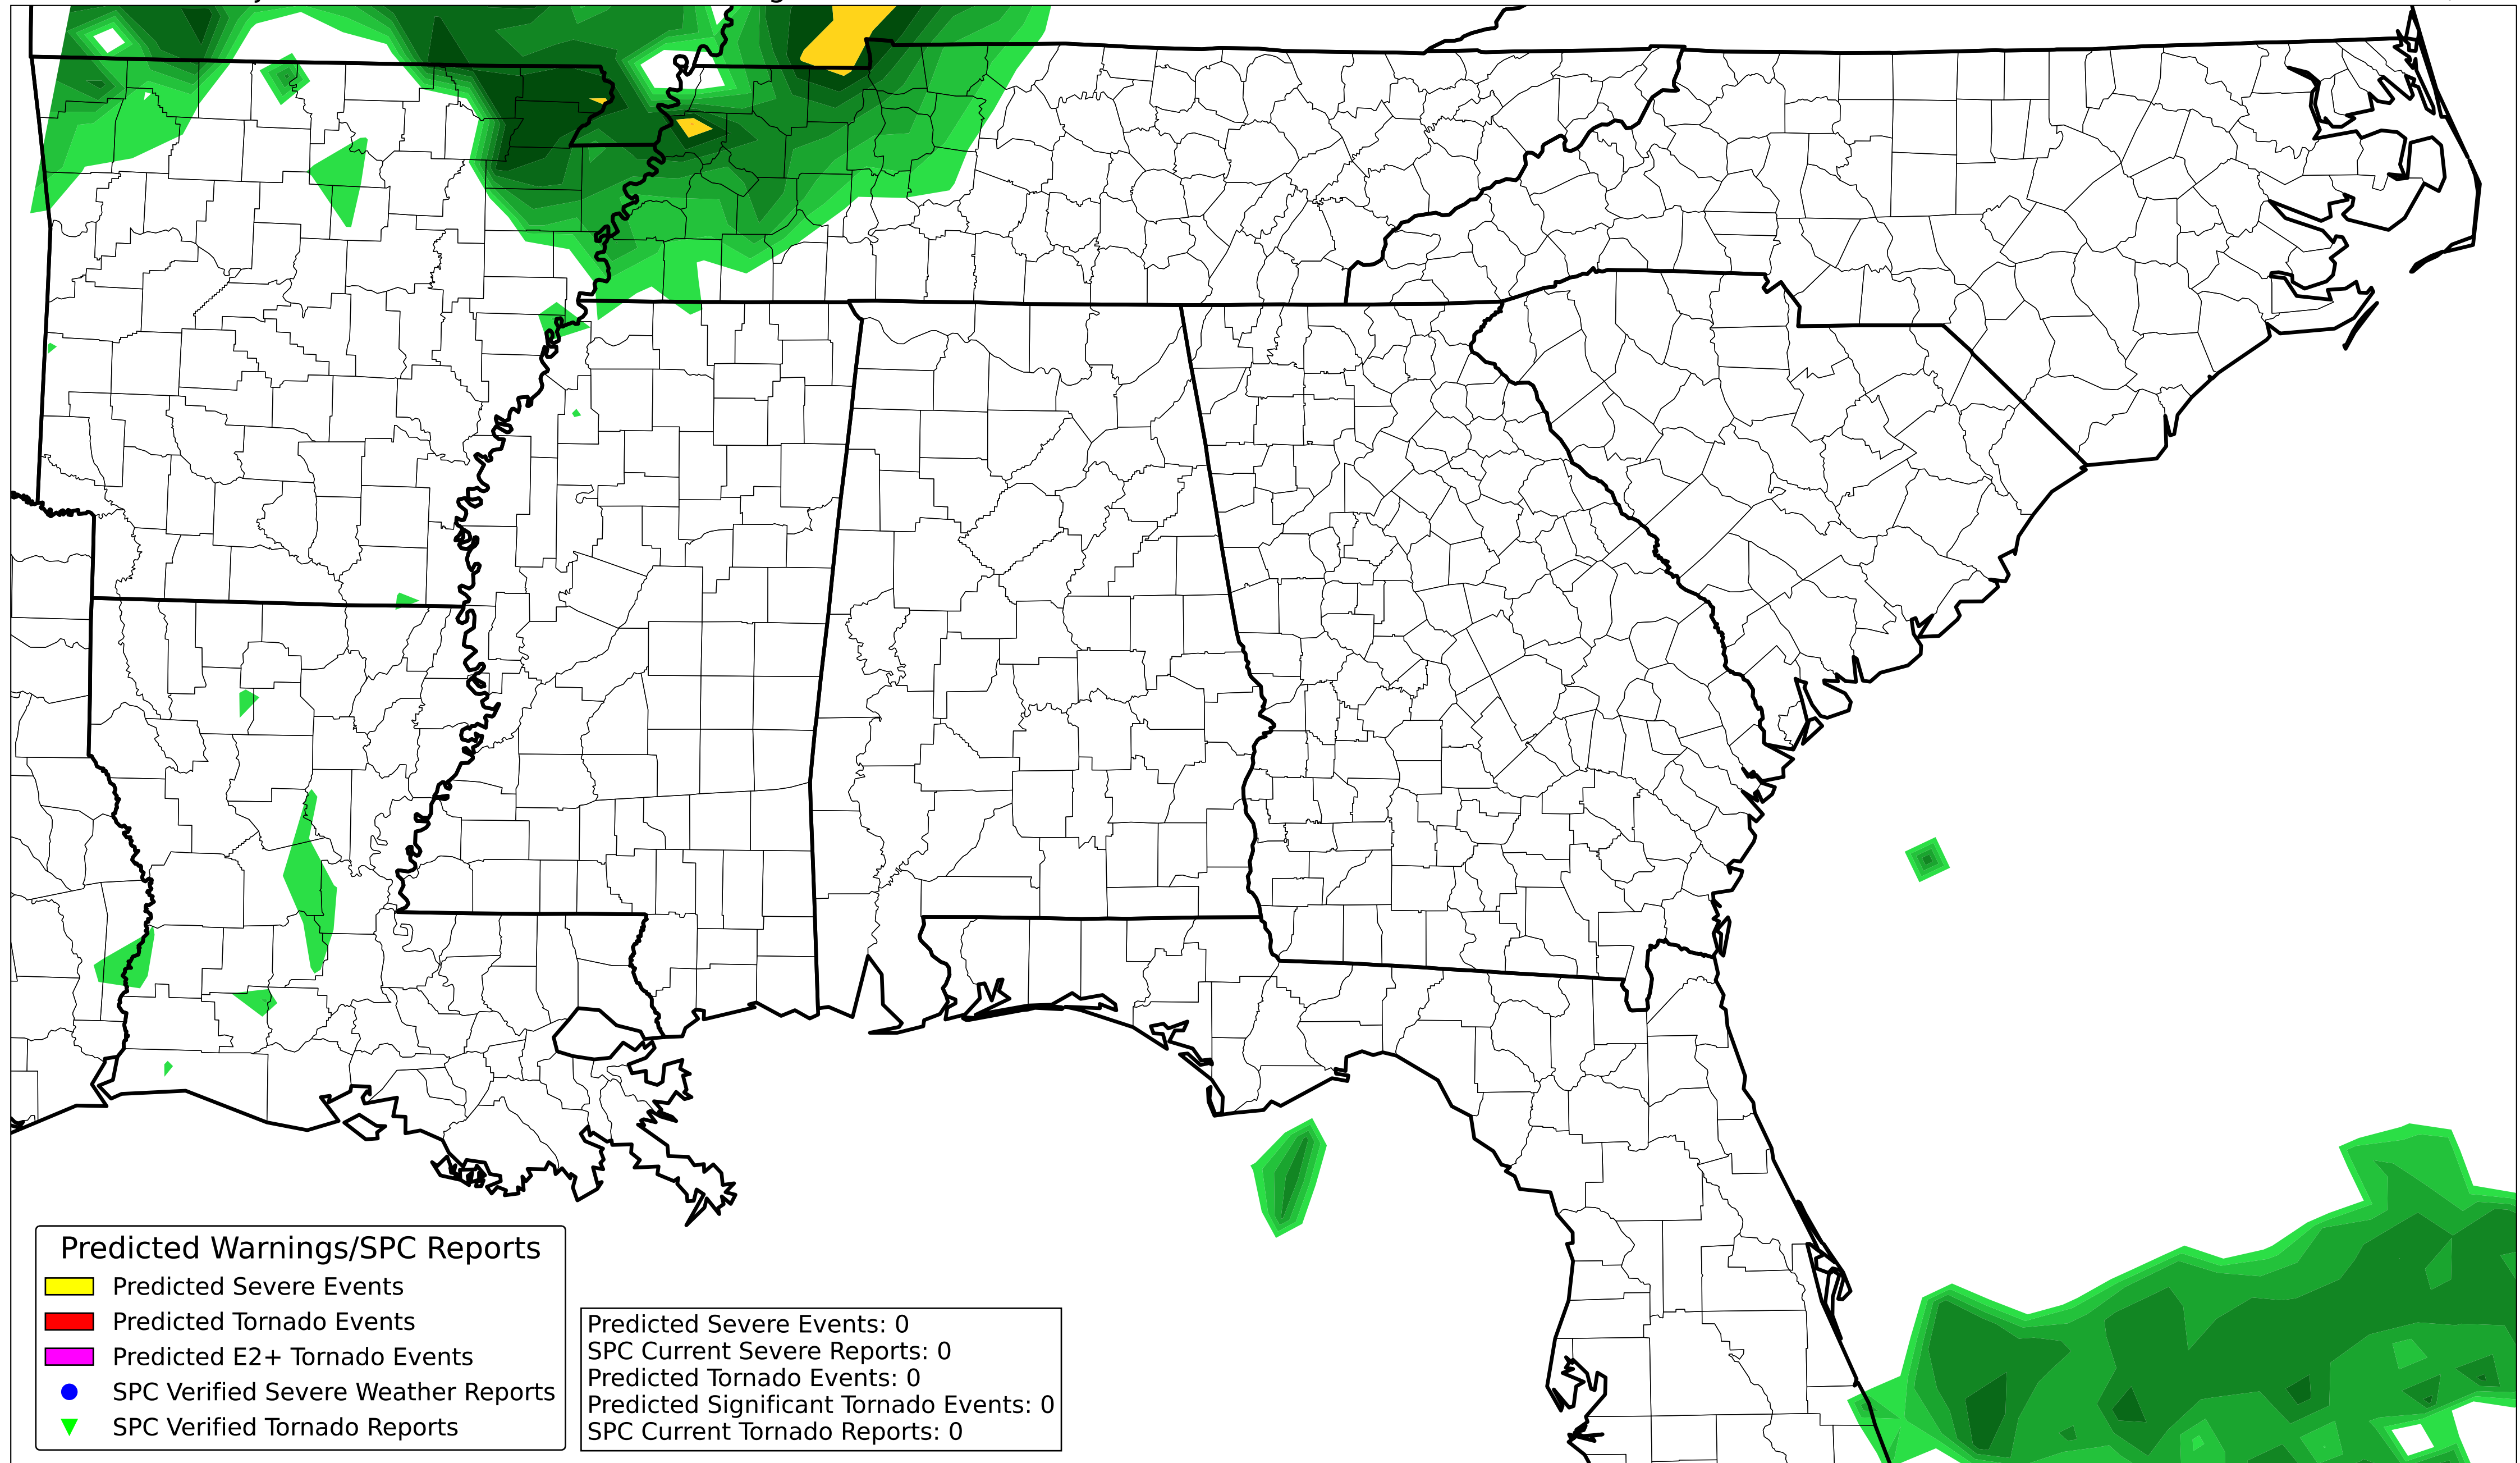 Predicted Warnings/SPC Reports
Predicted Severe Events
Predicted Tornado Events
Predicted E2+ Tornado Events
SPC Verified Severe Weather Reports
SPC Verified Tornado Reports
Predicted Severe Events: 0
SPC Current Severe Reports: 0
Predicted Tornado Events: 0
Predicted Significant Tornado Events: 0
SPC Current Tornado Reports: 0